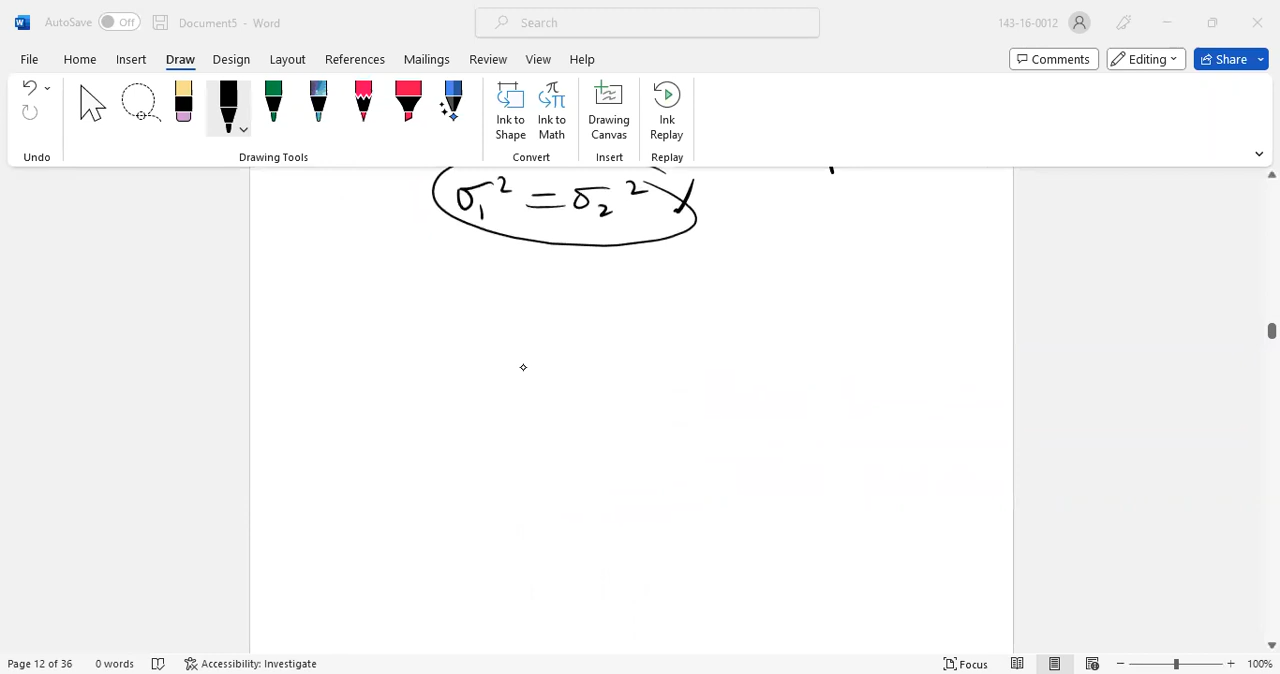 AutoSave Off Document5 - Word Search 143-16-0012
File Home Insert Draw Design Layout References Mailings Review View Help Comments Editing Share
Ink to Shape Ink to Math Drawing Canvas Ink Replay
Undo Drawing Tools Convert Insert Replay
σ₁² = σ₂²
Page 12 of 36 0 words Accessibility: Investigate Focus 100%